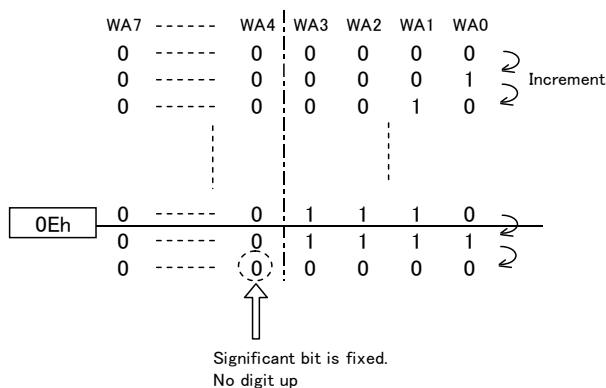 WA7 ------ WA4 WA3 WA2 WA1 WA0
0 ------ 0 0 0 0 0
0 ------ 0 0 0 0 1 Increment
0 ------ 0 0 0 1 0
0Eh 0 ------ 0 1 1 1 0
0 ------ 0 1 1 1 1
0 ------ 0 0 0 0 0
Significant bit is fixed.
No digit up